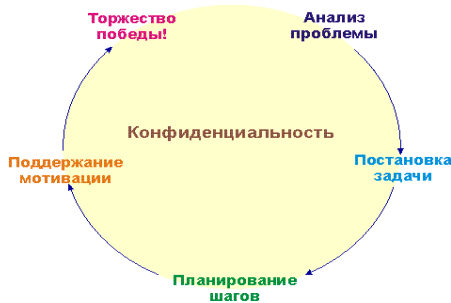 Торжество
победы!
Анализ
проблемы
Конфиденциальность
Поддержание
мотивации
Постановка
задачи
Планирование
шагов